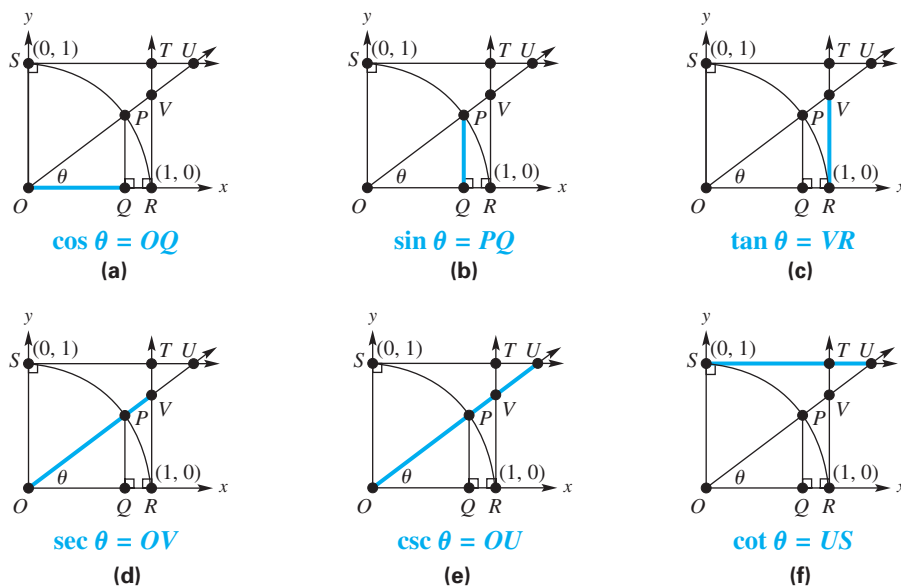 y
S (0, 1) T U
P V
θ (1, 0)
O Q R x
cos θ = OQ
(a)
y
S (0, 1) T U
P V
θ (1, 0)
O Q R x
sin θ = PQ
(b)
y
S (0, 1) T U
P V
θ (1, 0)
O Q R x
tan θ = VR
(c)
y
S (0, 1) T U
P V
θ (1, 0)
O Q R x
sec θ = OV
(d)
y
S (0, 1) T U
P V
θ (1, 0)
O Q R x
csc θ = OU
(e)
y
S (0, 1) T U
P V
θ (1, 0)
O Q R x
cot θ = US
(f)